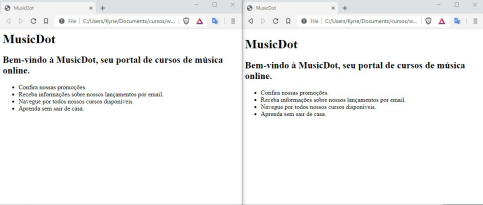 MusicDot
File | C:/Users/Kyrie/Documents/cursos/w...
MusicDot
Bem-vindo à MusicDot, seu portal de cursos de música
online.
Confira nossas promoções.
Receba informações sobre nossos lançamentos por email.
Navegue por todos nossos cursos disponíveis.
Aprenda sem sair de casa.
MusicDot
File | C:/Users/Kyrie/Documents/cursos/w...
MusicDot
Bem-vindo à MusicDot, seu portal de cursos de música
online.
Confira nossas promoções.
Receba informações sobre nossos lançamentos por email.
Navegue por todos nossos cursos disponíveis.
Aprenda sem sair de casa.